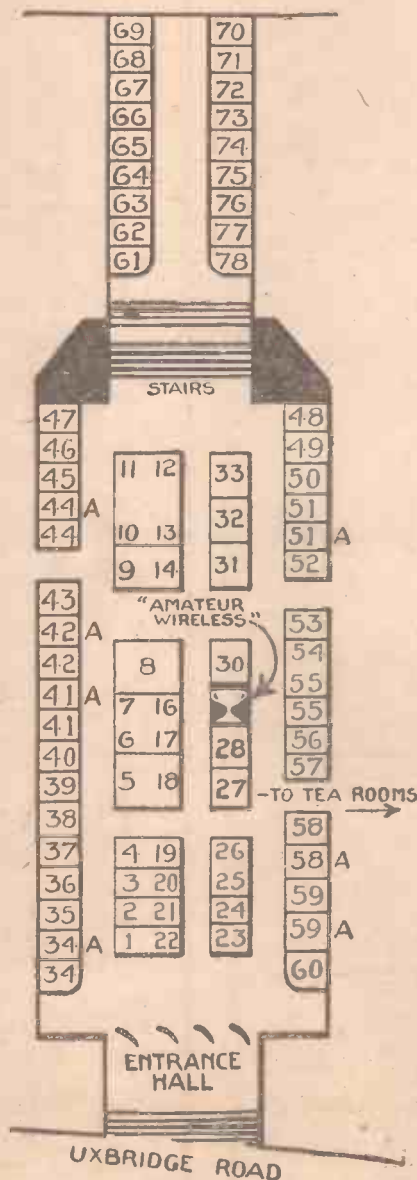 69 70
68 71
67 72
66 73
65 74
64 75
63 76
62 77
61 78
STAIRS
47 11 12 33 48
46 49
45 50
44 A 10 13 32 51
44 9 14 31 51 A
52
"AMATEUR
WIRELESS"
43 53
42 A 8 30 54
42 55
41 A 7 16 55
41 6 17 28 56
40 57
39 5 18 27 -TO TEA ROOMS
38 58
37 4 19 26 58 A
36 3 20 25 59
35 2 21 24 59 A
34 A 1 22 23 60
34
ENTRANCE
HALL
UXBRIDGE ROAD